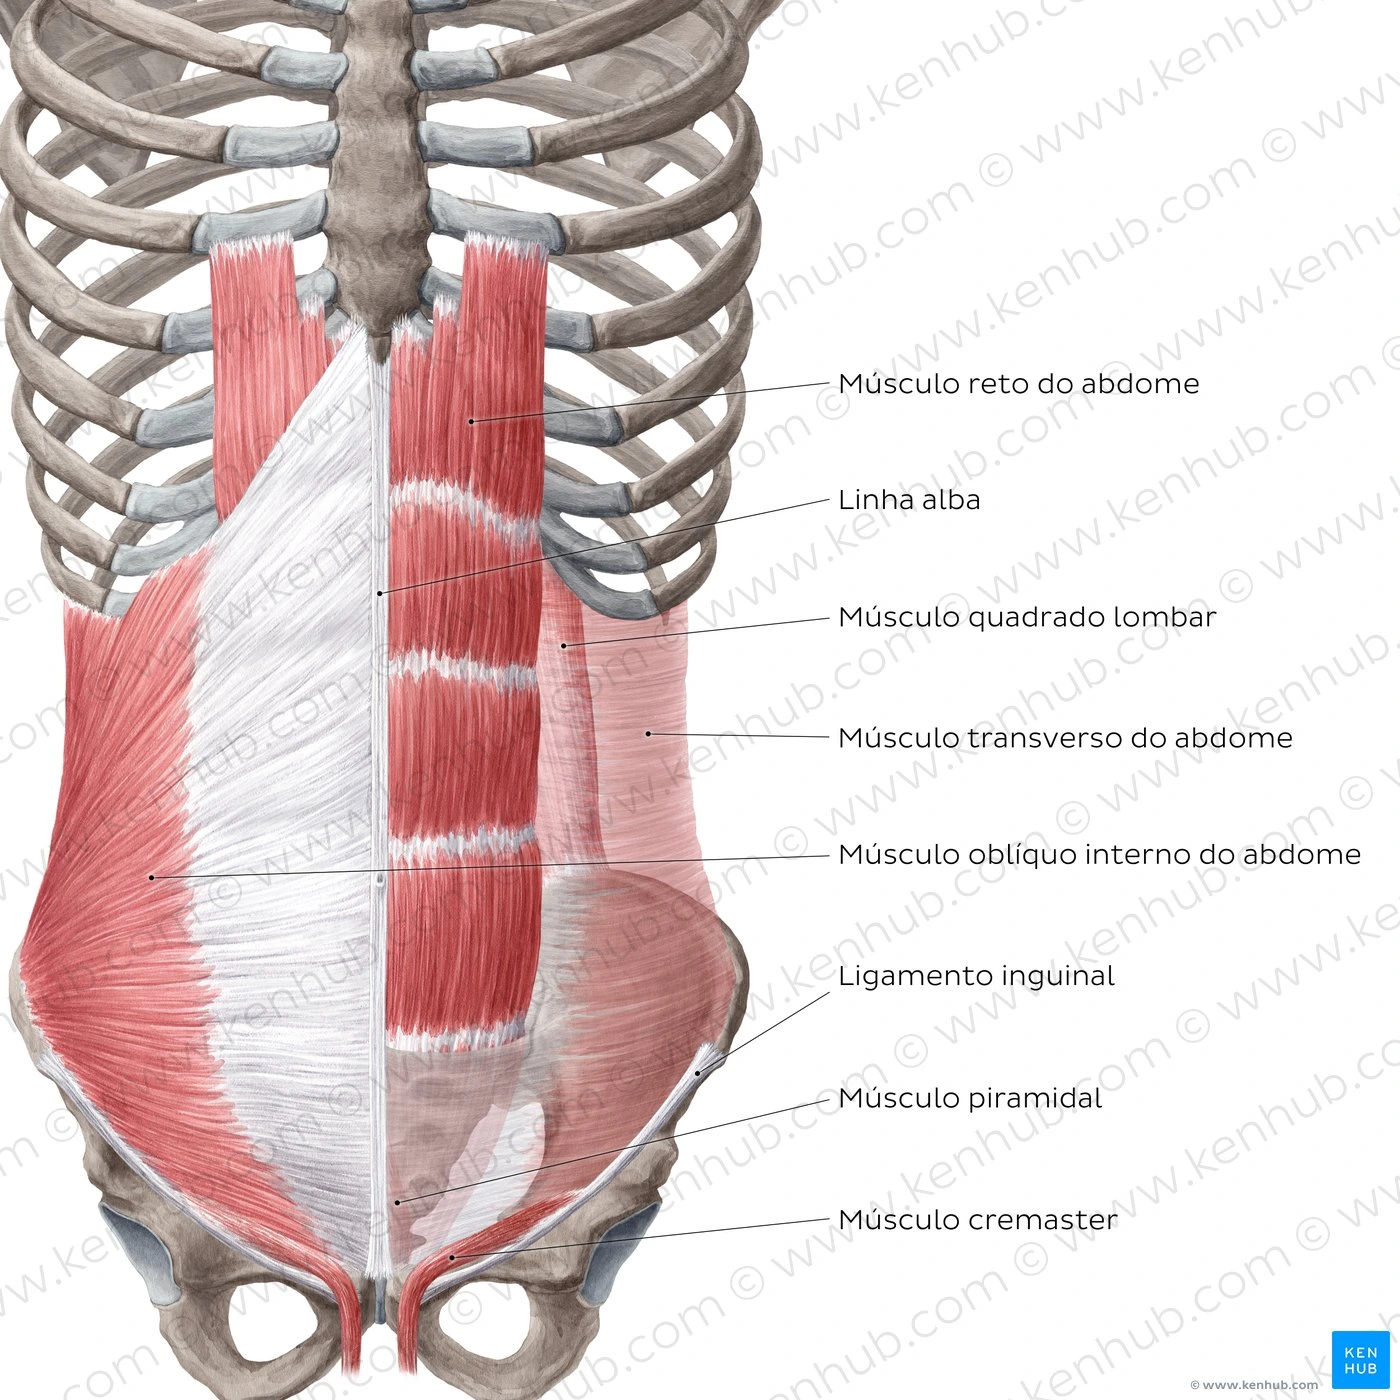 Músculo reto do abdome
Linha alba
Músculo quadrado lombar
Músculo transverso do abdome
Músculo oblíquo interno do abdome
Ligamento inguinal
Músculo piramidal
Músculo cremaster
KEN
HUB
© www.kenhub.com